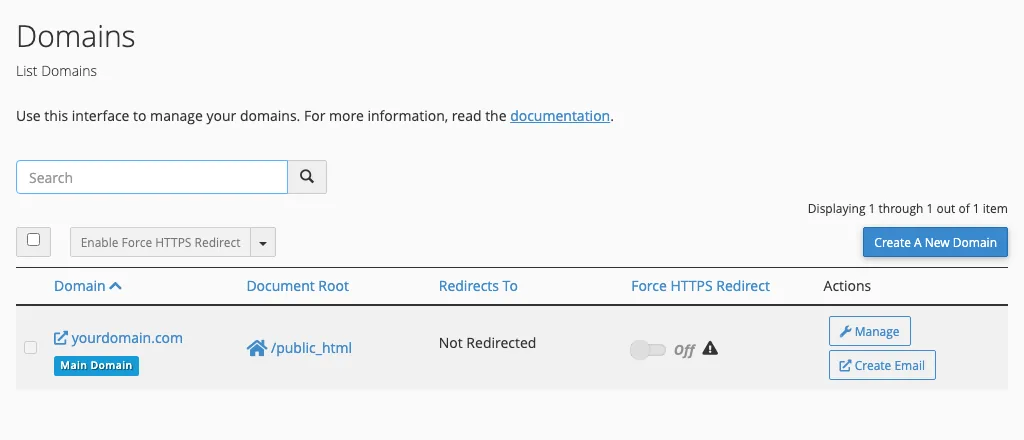 Domains
List Domains
Use this interface to manage your domains. For more information, read the documentation.
Search
Displaying 1 through 1 out of 1 item
Enable Force HTTPS Redirect
Create A New Domain
Domain
Document Root
Redirects To
Force HTTPS Redirect
Actions
yourdomain.com
Main Domain
/public_html
Not Redirected
Off
Manage
Create Email